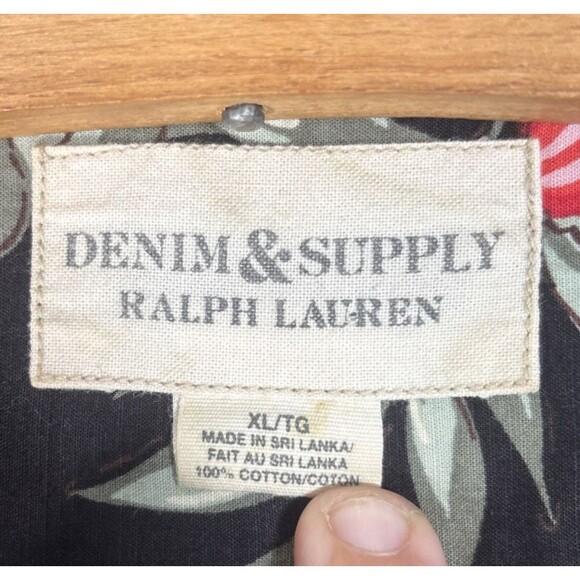 DENIM & SUPPLY
RALPH LAUREN
XL/TG
MADE IN SRI LANKA/
FAIT AU SRI LANKA
100% COTTON/COTON